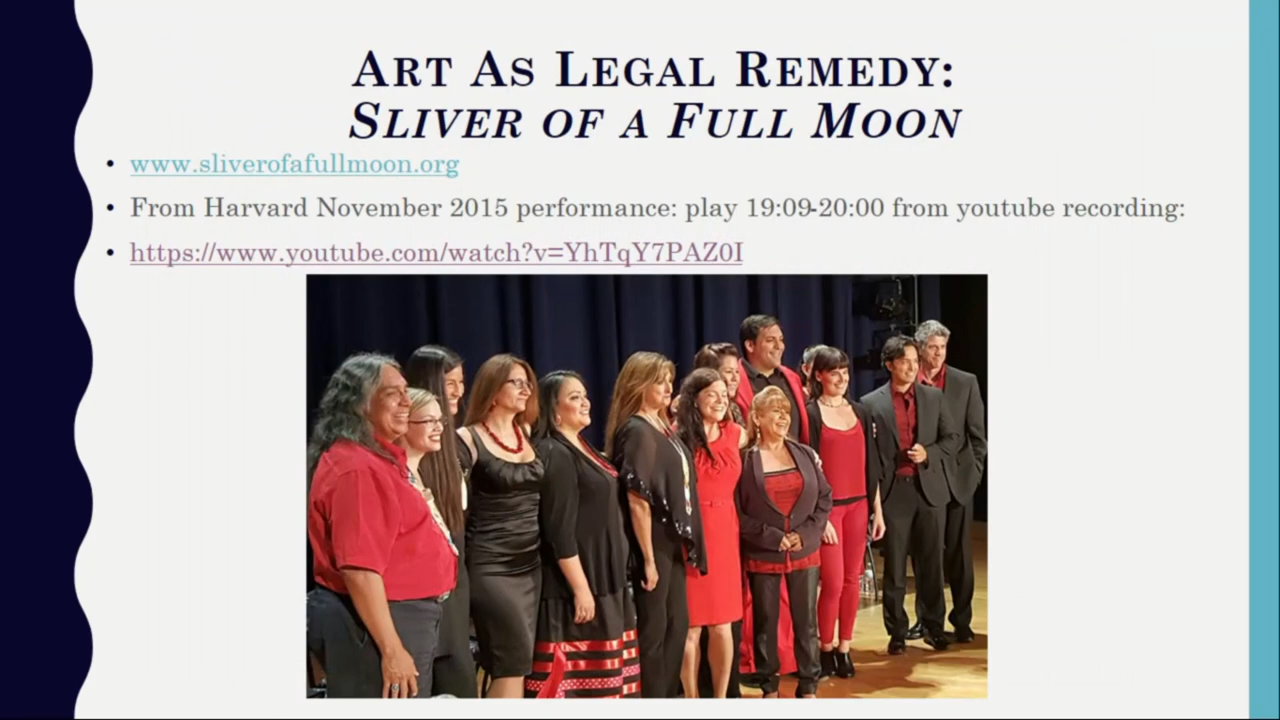 ART AS LEGAL REMEDY:
SLIVER OF A FULL MOON
• www.sliverofafullmoon.org
• From Harvard November 2015 performance: play 19:09-20:00 from youtube recording:
• https://www.youtube.com/watch?v=YhTqY7PAZ0I